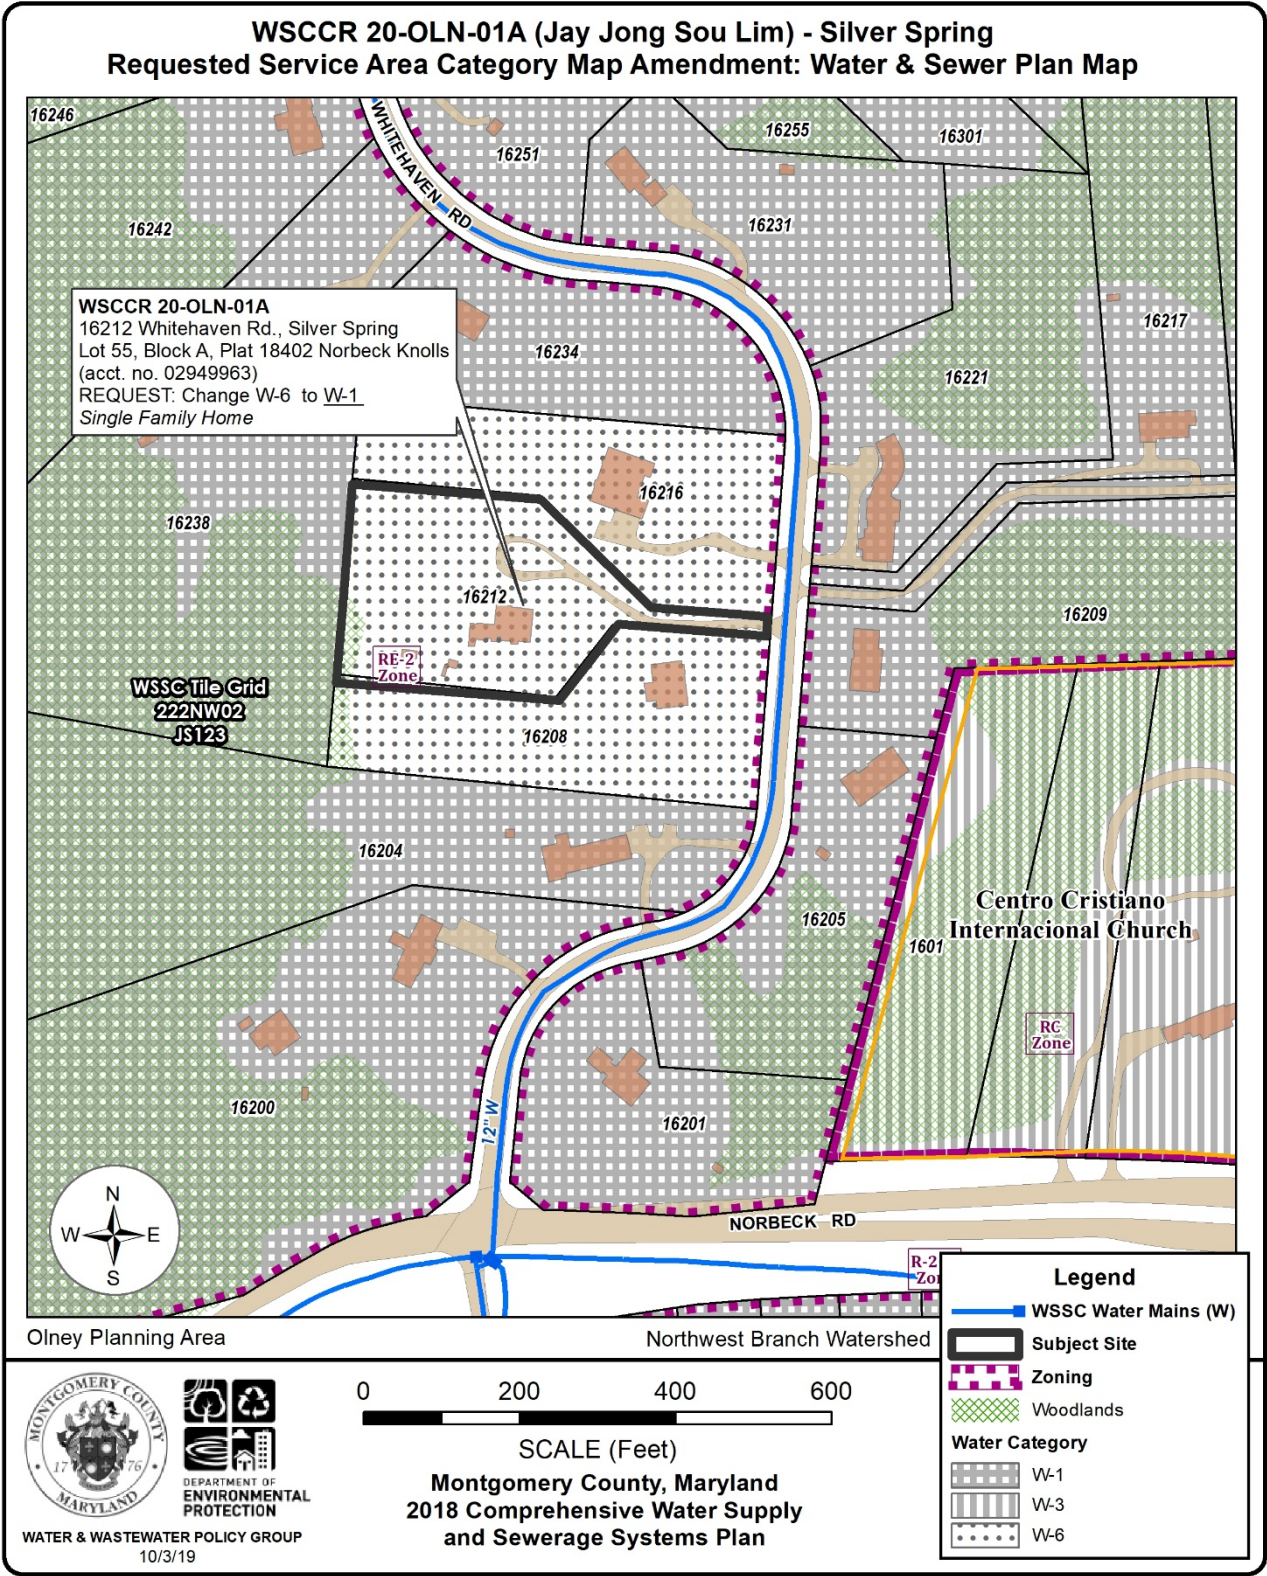 WSCCR 20-OLN-01A (Jay Jong Sou Lim) - Silver Spring
Requested Service Area Category Map Amendment: Water & Sewer Plan Map
16246
16251
16255
16301
WHITEHAVEN RD
16242
16231
WSCCR 20-OLN-01A
16212 Whitehaven Rd., Silver Spring
Lot 55, Block A, Plat 18402 Norbeck Knolls
(acct. no. 02949963)
REQUEST: Change W-6 to W-1
Single Family Home
16217
16234
16221
16216
16238
16212
16209
RE-2
Zone
WSSC Tile Grid
222NW02
JS123
16208
16204
16205
1601
Centro Cristiano
Internacional Church
RC
Zone
16200
12" W
16201
N
W
E
S
NORBECK RD
R-2
Zo
Olney Planning Area
Northwest Branch Watershed
Legend
WSSC Water Mains (W)
Subject Site
Zoning
Woodlands
Water Category
W-1
W-3
W-6
MONTGOMERY COUNTY
17 76
MARYLAND
DEPARTMENT OF
ENVIRONMENTAL
PROTECTION
WATER & WASTEWATER POLICY GROUP
10/3/19
0 200 400 600
SCALE (Feet)
Montgomery County, Maryland
2018 Comprehensive Water Supply
and Sewerage Systems Plan